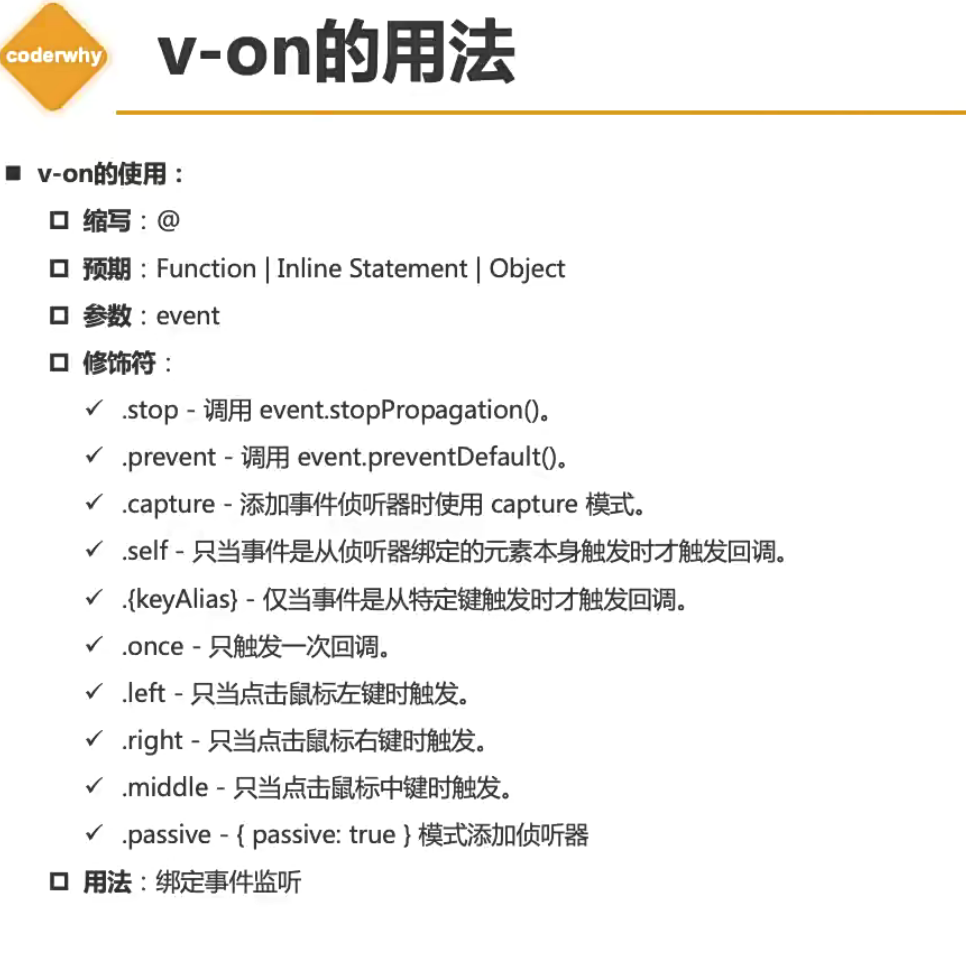 coderwhy
v-on的用法
v-on的使用：
缩写：@
预期：Function | Inline Statement | Object
参数：event
修饰符：
.stop - 调用 event.stopPropagation()。
.prevent - 调用 event.preventDefault()。
.capture - 添加事件侦听器时使用 capture 模式。
.self - 只当事件是从侦听器绑定的元素本身触发时才触发回调。
.{keyAlias} - 仅当事件是从特定键触发时才触发回调。
.once - 只触发一次回调。
.left - 只当点击鼠标左键时触发。
.right - 只当点击鼠标右键时触发。
.middle - 只当点击鼠标中键时触发。
.passive - { passive: true } 模式添加侦听器
用法：绑定事件监听